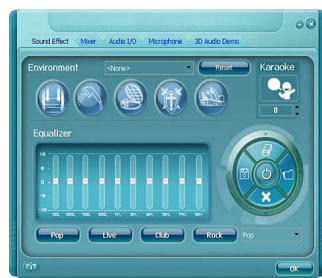 Sound Effect Mixer Audio I/O Microphone 3D Audio Demo
Environment <None> Reset Karaoke
0
Equalizer
Pop Live Club Rock Pop
OK